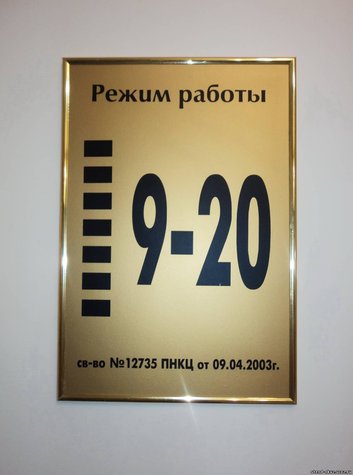 Режим работы
9-20
св-во №12735 ПНКЦ от 09.04.2003г.